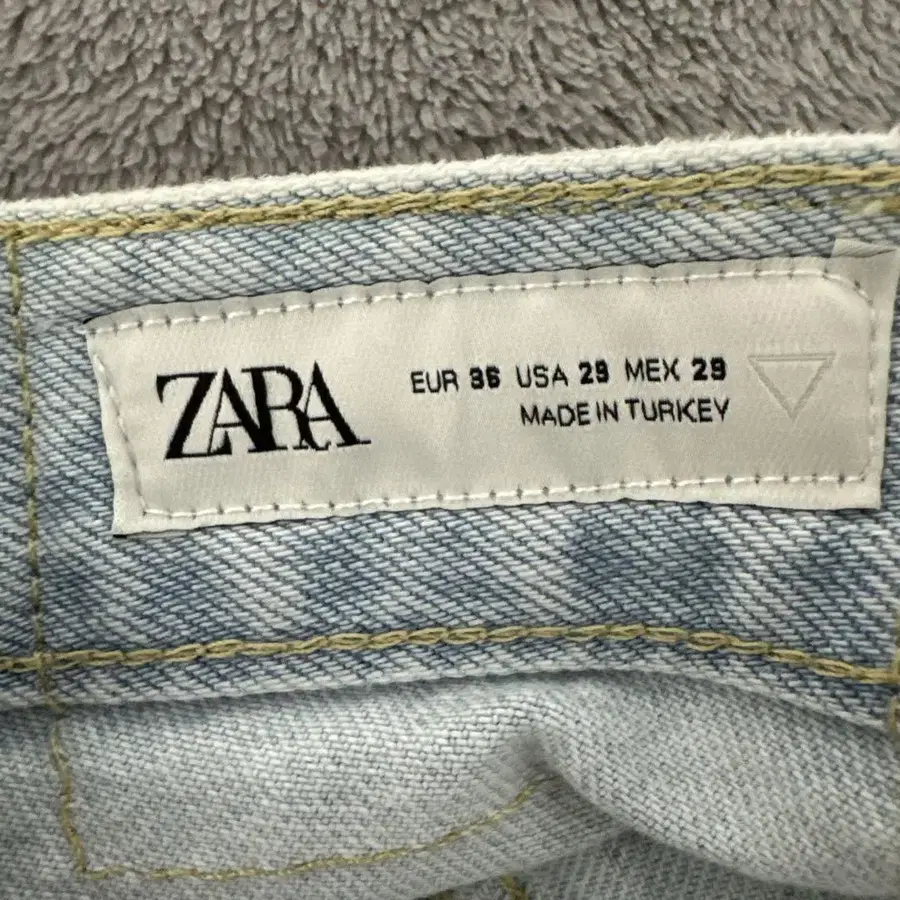 ZARA
EUR 36 USA 29 MEX 29
MADE IN TURKEY